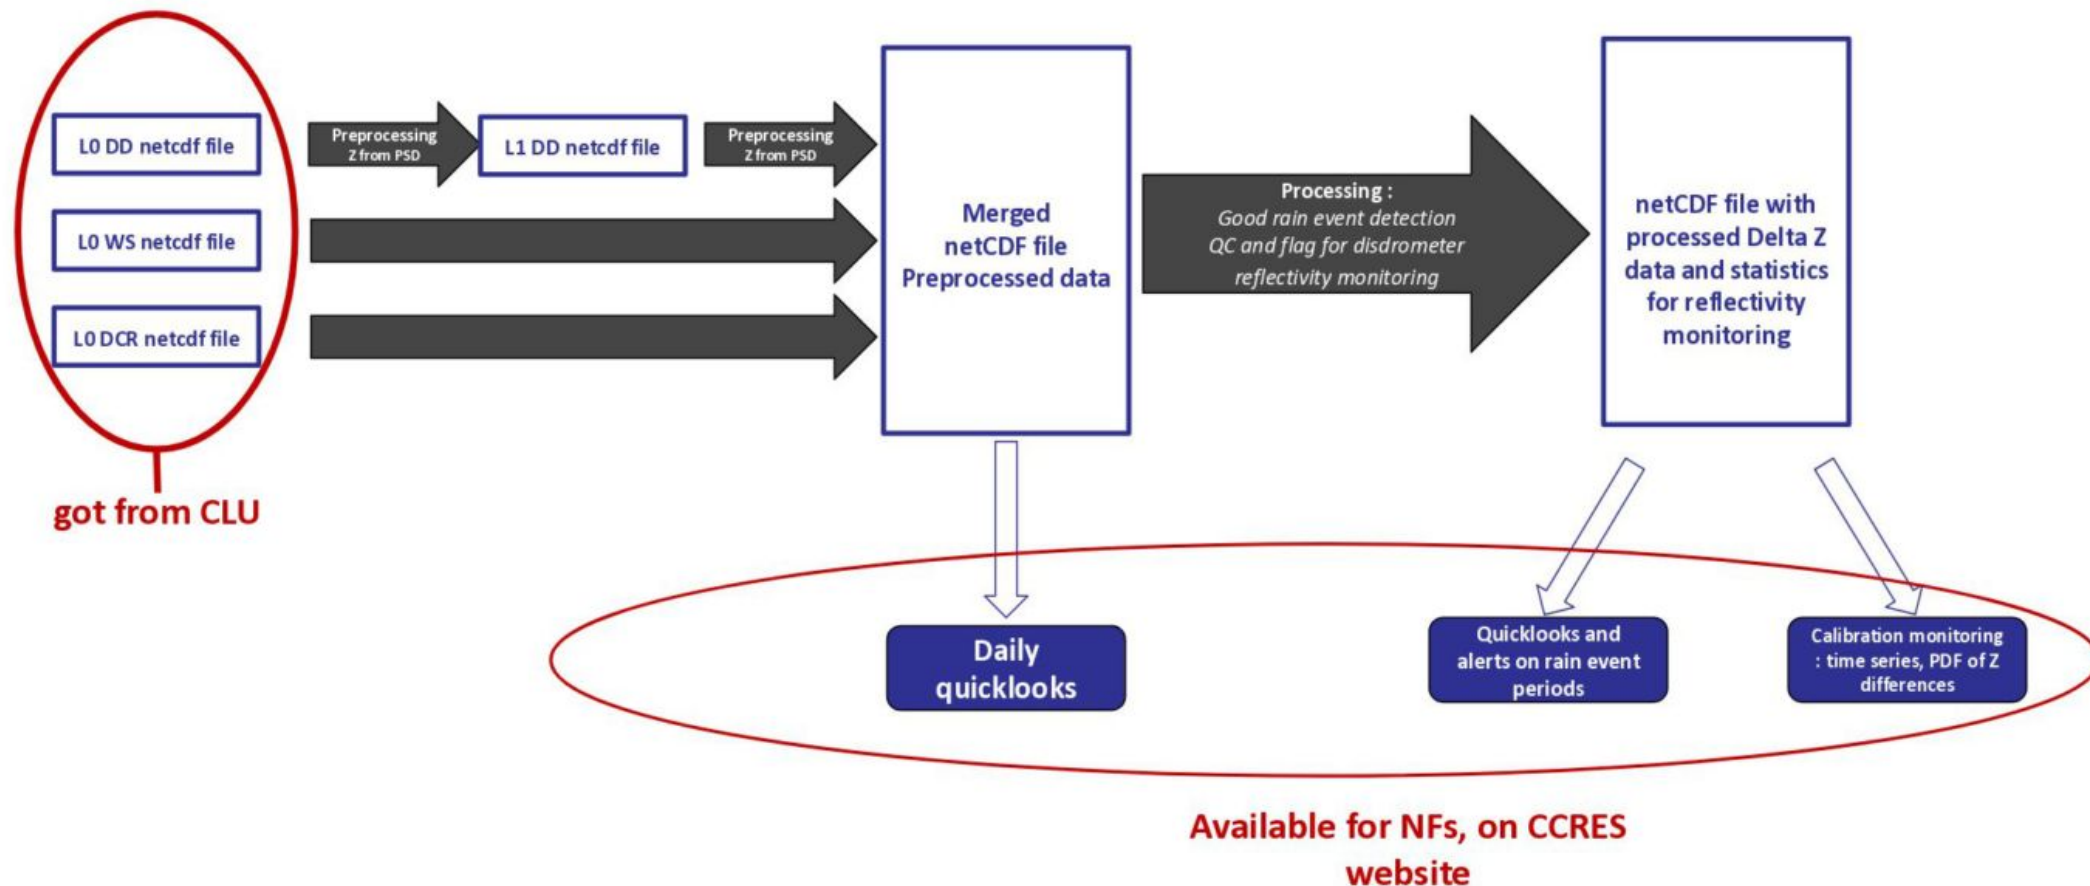 L0 DD netcdf file
Preprocessing
Z from PSD
L1 DD netcdf file
Preprocessing
Z from PSD
L0 WS netcdf file
L0 DCR netcdf file
got from CLU
Merged
netCDF file
Preprocessed data
Processing :
Good rain event detection
QC and flag for disdrometer
reflectivity monitoring
netCDF file with
processed Delta Z
data and statistics
for reflectivity
monitoring
Daily
quicklooks
Quicklooks and
alerts on rain event
periods
Calibration monitoring
: time series, PDF of Z
differences
Available for NFs, on CCRES
website